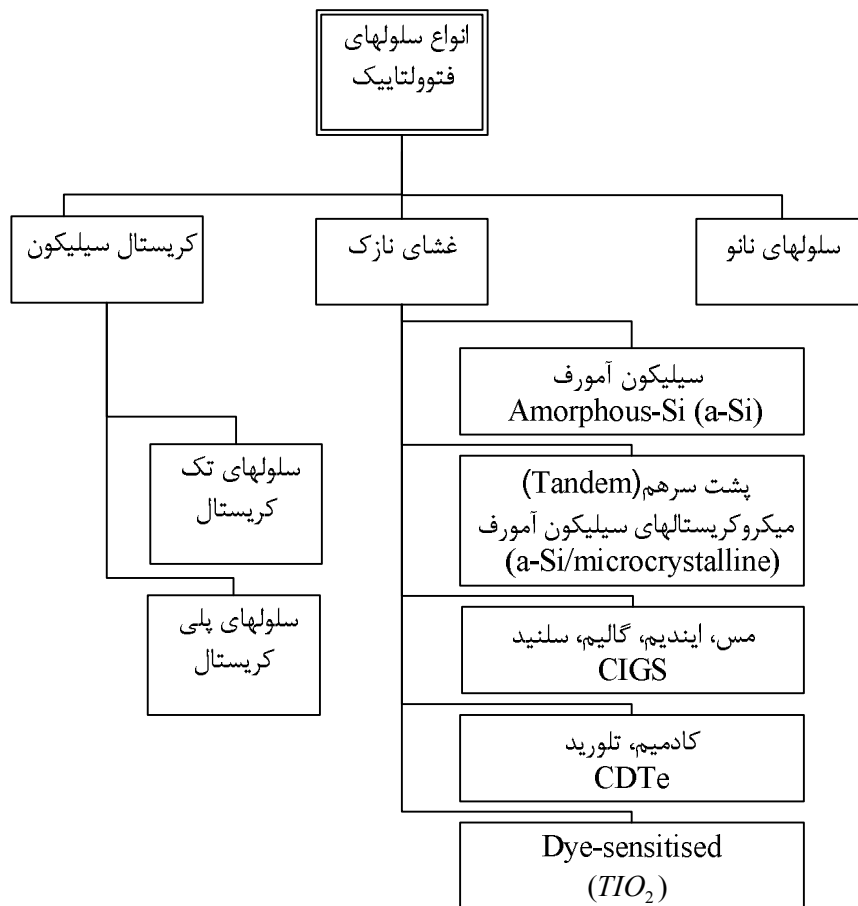 انواع سلولهای
فتوولتاییک
سلولهای نانو
غشای نازک
کریستال سیلیکون
سیلیکون آمورف
Amorphous-Si (a-Si)
پشت سرهم(Tandem)
میکروکریستالهای سیلیکون آمورف
(a-Si/microcrystalline)
مس، ایندیم، گالیم، سلنید
CIGS
کادمیم، تلورید
CDTe
Dye-sensitised
(TIO₂)
سلولهای تک
کریستال
سلولهای پلی
کریستال